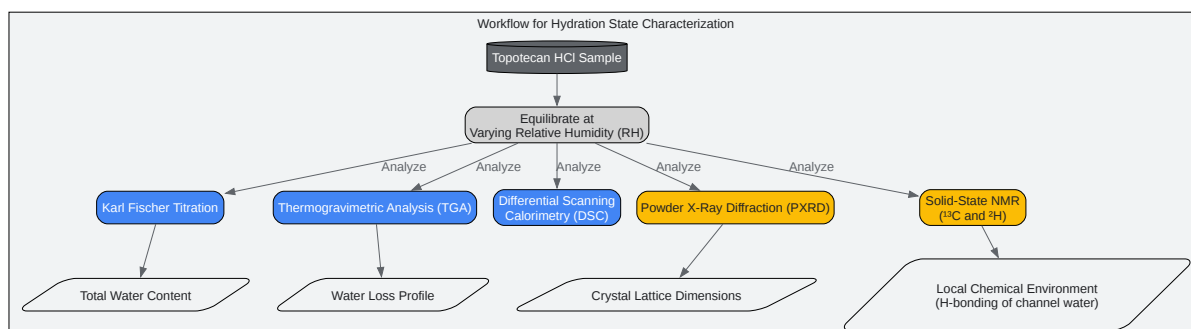 Workflow for Hydration State Characterization
Topotecan HCl Sample
Equilibrate at
Varying Relative Humidity (RH)
Analyze
Analyze
Analyze
Analyze
Analyze
Karl Fischer Titration
Thermogravimetric Analysis (TGA)
Differential Scanning
Calorimetry (DSC)
Powder X-Ray Diffraction (PXRD)
Solid-State NMR
(¹³C and ²H)
Total Water Content
Water Loss Profile
Crystal Lattice Dimensions
Local Chemical Environment
(H-bonding of channel water)